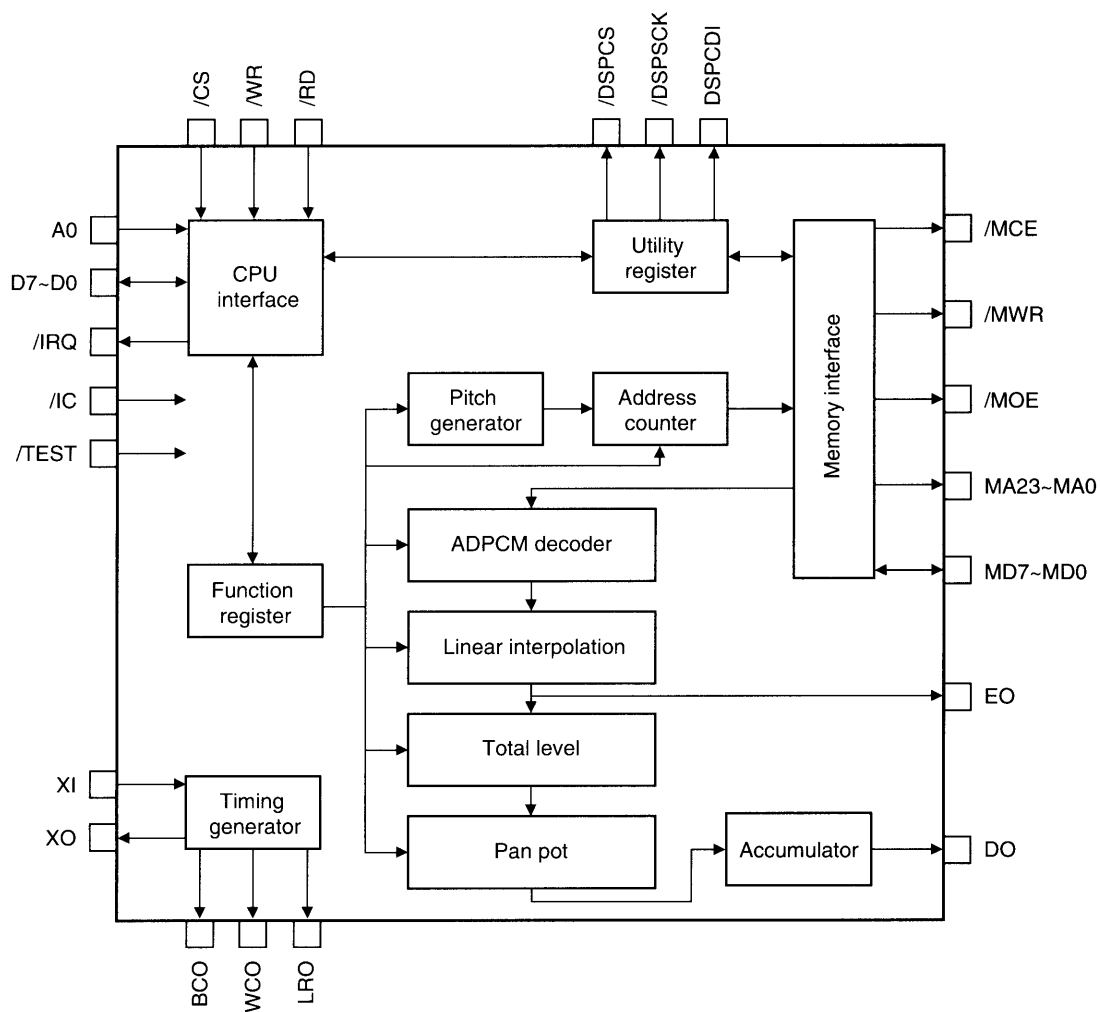 /CS
/WR
/RD
/DSPCS
/DSPSCK
DSPCDI
A0
D7~D0
/IRQ
/IC
/TEST
CPU
interface
Utility
register
Memory interface
/MCE
/MWR
/MOE
MA23~MA0
MD7~MD0
Pitch
generator
Address
counter
ADPCM decoder
Function
register
Linear interpolation
EO
Total level
XI
XO
Timing
generator
Pan pot
Accumulator
DO
BCO
WCO
LRO